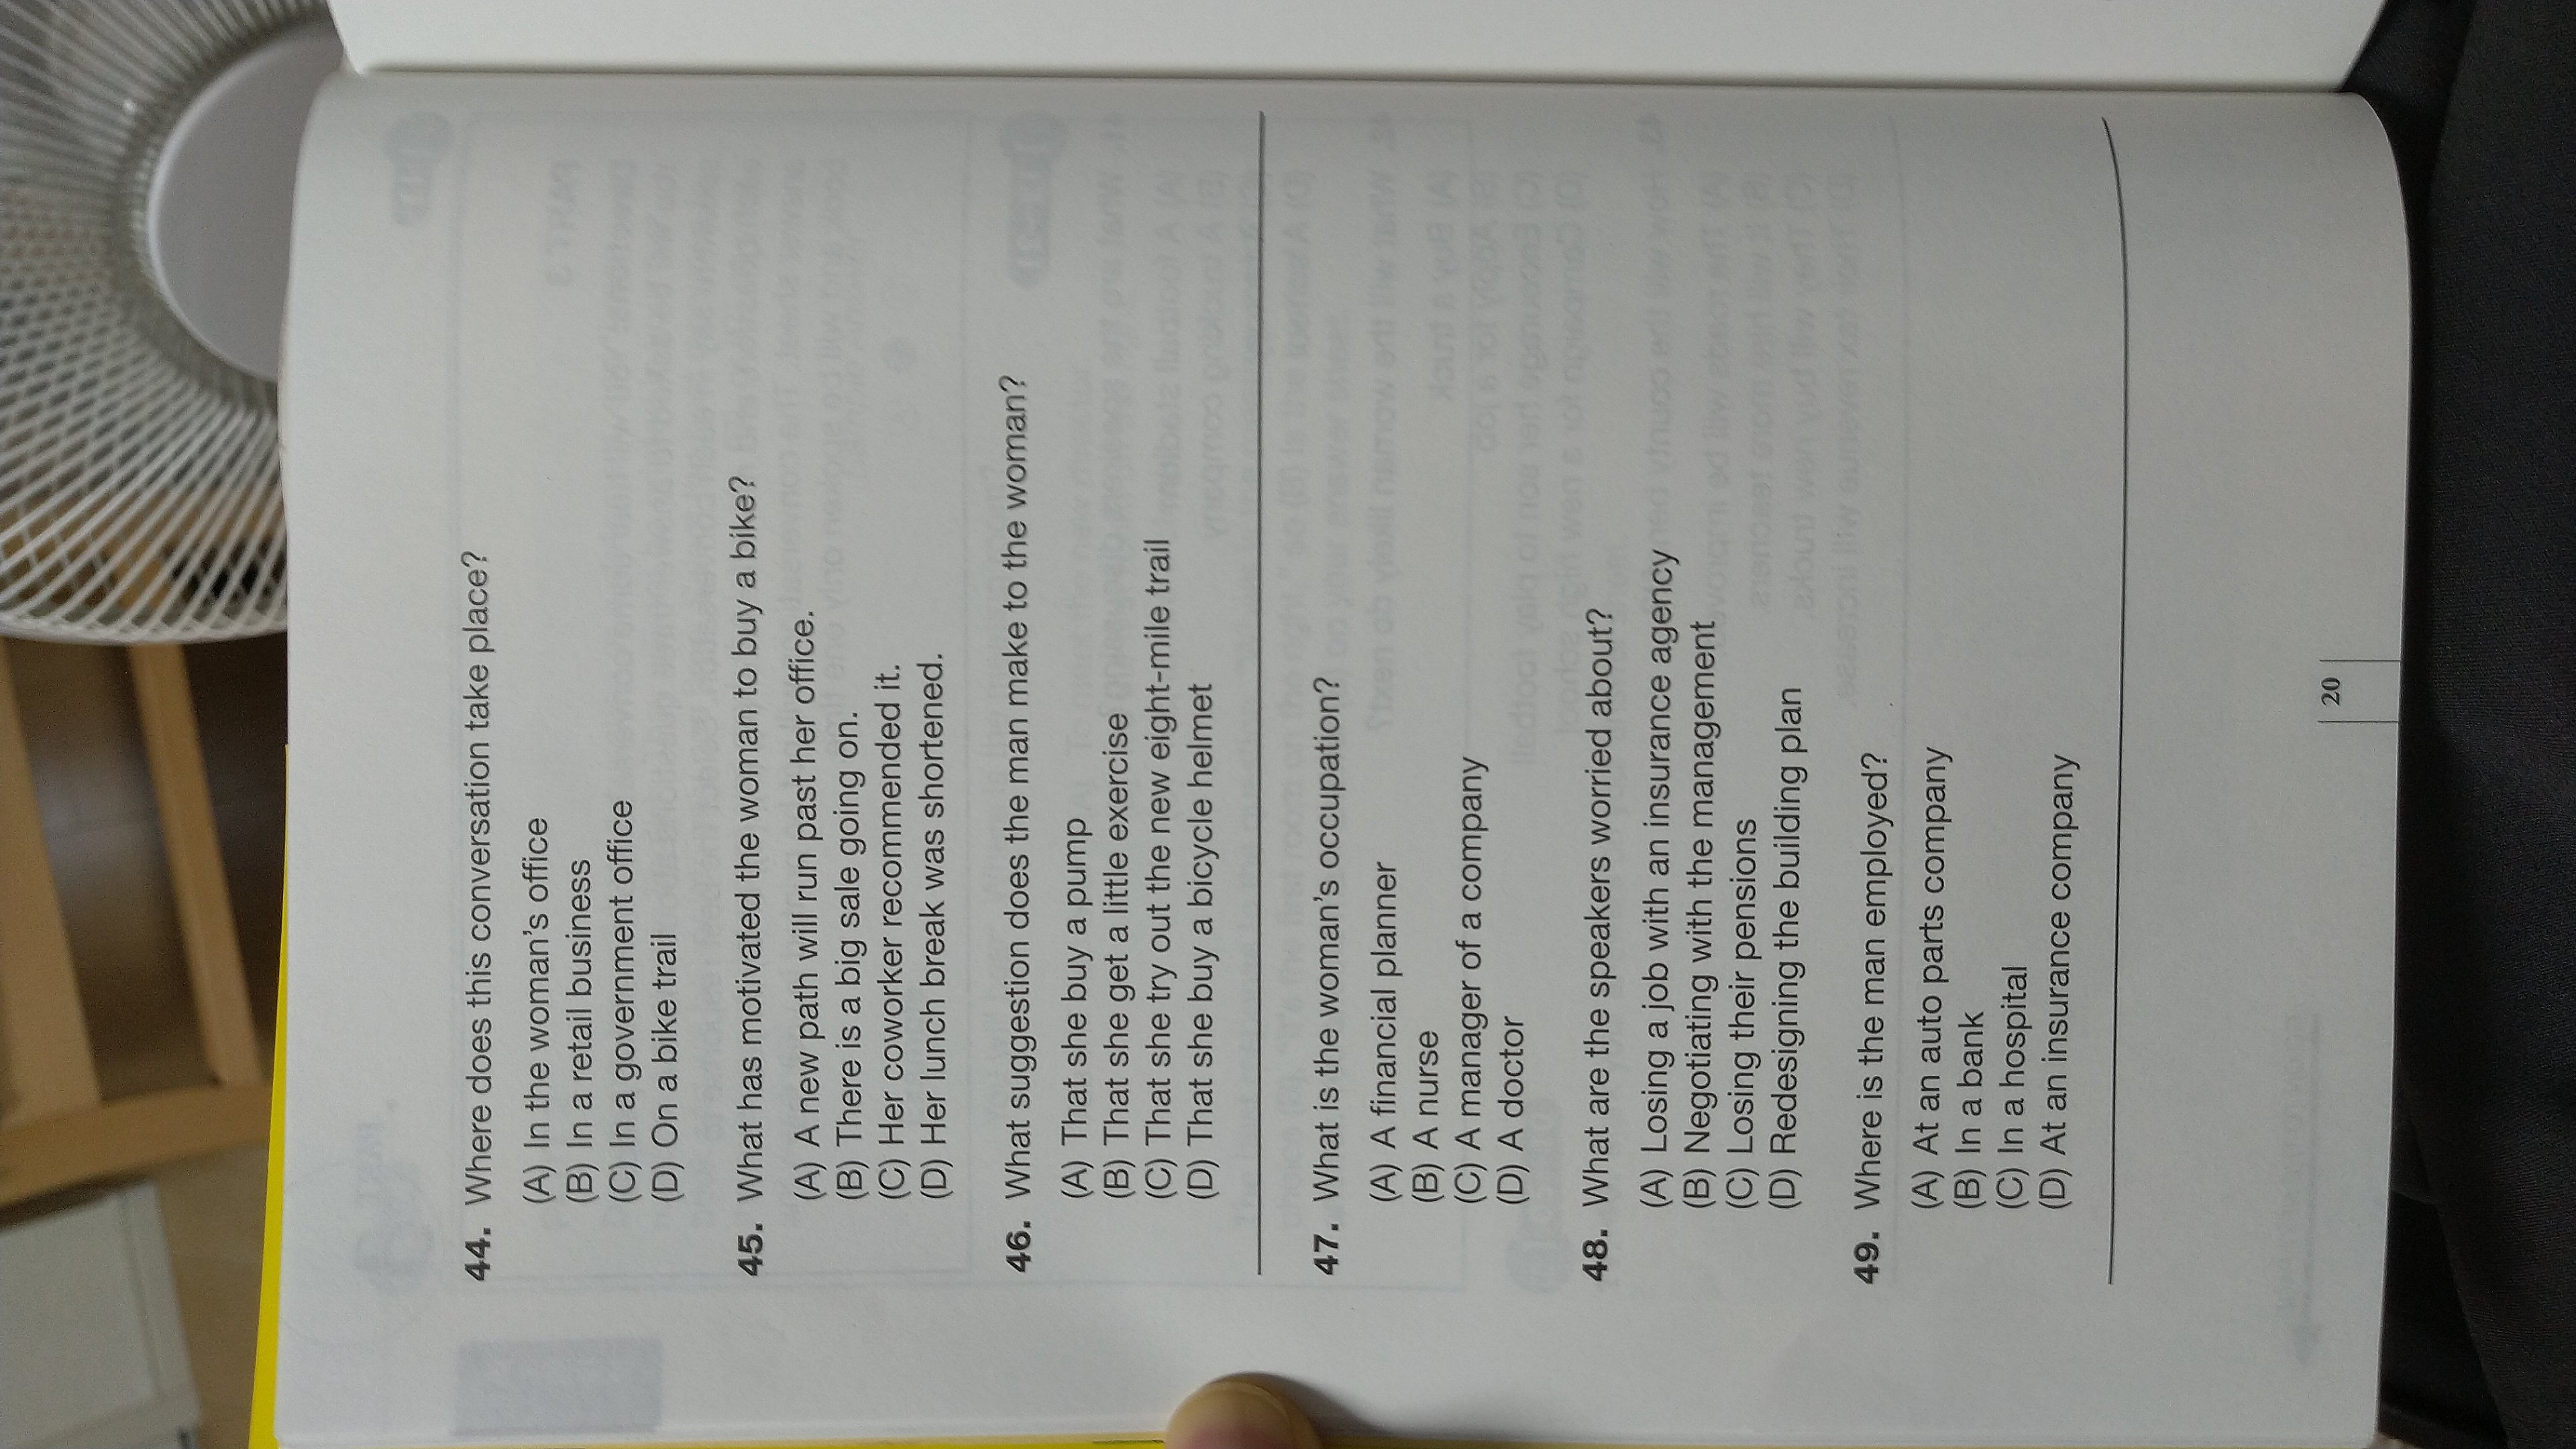 44. Where does this conversation take place?
(A) In the woman's office
(B) In a retail business
(C) In a government office
(D) On a bike trail
45. What has motivated the woman to buy a bike?
(A) A new path will run past her office.
(B) There is a big sale going on.
(C) Her coworker recommended it.
(D) Her lunch break was shortened.
46. What suggestion does the man make to the woman?
(A) That she buy a pump
(B) That she get a little exercise
(C) That she try out the new eight-mile trail
(D) That she buy a bicycle helmet
47. What is the woman's occupation?
(A) A financial planner
(B) A nurse
(C) A manager of a company
(D) A doctor
48. What are the speakers worried about?
(A) Losing a job with an insurance agency
(B) Negotiating with the management
(C) Losing their pensions
(D) Redesigning the building plan
49. Where is the man employed?
(A) At an auto parts company
(B) In a bank
(C) In a hospital
(D) At an insurance company
20